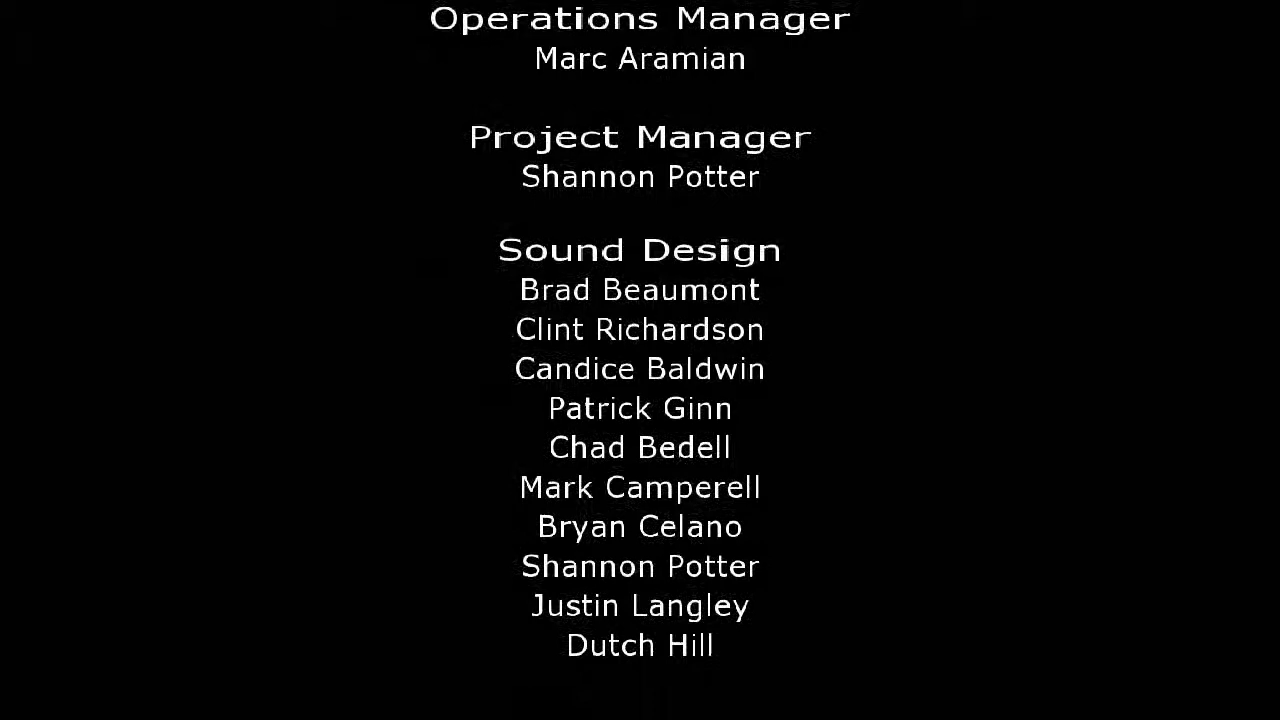 Operations Manager
Marc Aramian
Project Manager
Shannon Potter
Sound Design
Brad Beaumont
Clint Richardson
Candice Baldwin
Patrick Ginn
Chad Bedell
Mark Camperell
Bryan Celano
Shannon Potter
Justin Langley
Dutch Hill